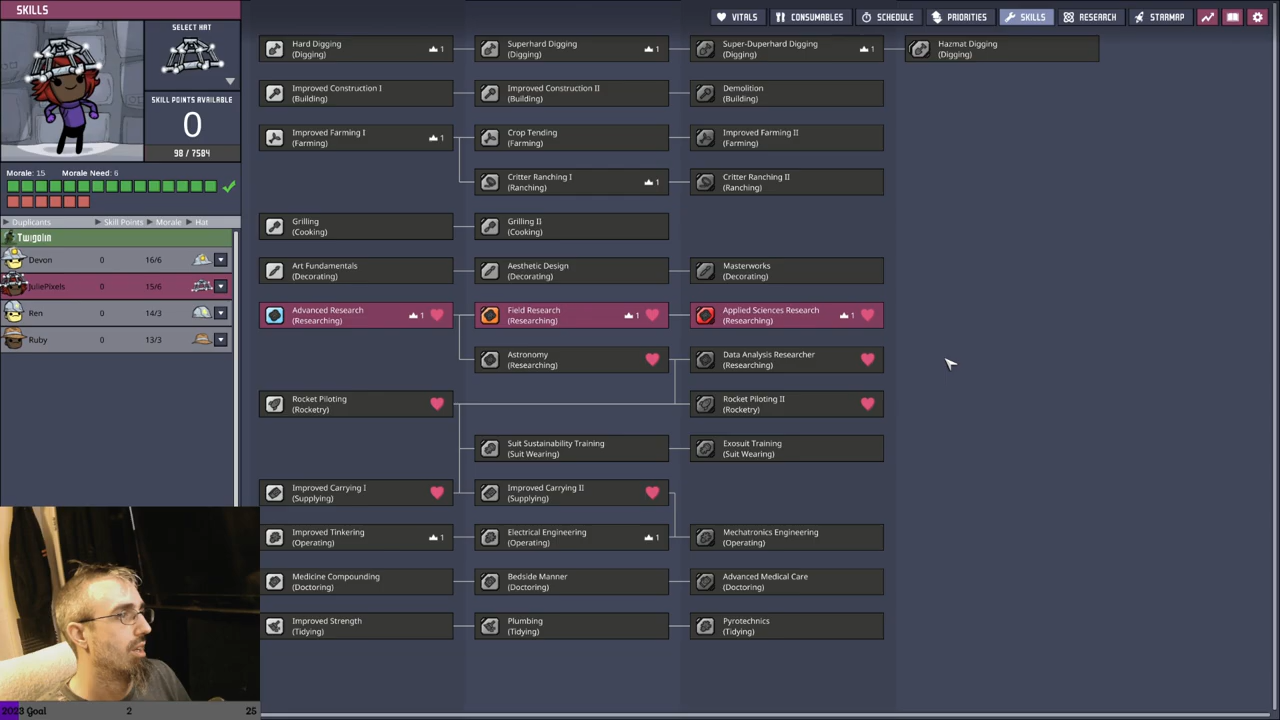 SKILLS
SELECT HAT
SKILL POINTS AVAILABLE
0
98 / 7584
Morale: 15 Morale Need: 6
Duplicants Skill Points Morale Hat
Twigolin
Devon 0 16/6
JuliePixels 0 15/6
Ren 0 14/3
Ruby 0 13/3
VITALS CONSUMABLES SCHEDULE PRIORITIES SKILLS RESEARCH STARMAP
Hard Digging
(Digging)
1
Superhard Digging
(Digging)
1
Super-Duperhard Digging
(Digging)
1
Hazmat Digging
(Digging)
Improved Construction I
(Building)
Improved Construction II
(Building)
Demolition
(Building)
Improved Farming I
(Farming)
1
Crop Tending
(Farming)
Improved Farming II
(Farming)
Critter Ranching I
(Ranching)
1
Critter Ranching II
(Ranching)
Grilling
(Cooking)
Grilling II
(Cooking)
Art Fundamentals
(Decorating)
Aesthetic Design
(Decorating)
Masterworks
(Decorating)
Advanced Research
(Researching)
1
Field Research
(Researching)
1
Applied Sciences Research
(Researching)
1
Astronomy
(Researching)
Data Analysis Researcher
(Researching)
Rocket Piloting
(Rocketry)
Rocket Piloting II
(Rocketry)
Suit Sustainability Training
(Suit Wearing)
Exosuit Training
(Suit Wearing)
Improved Carrying I
(Supplying)
Improved Carrying II
(Supplying)
Improved Tinkering
(Operating)
1
Electrical Engineering
(Operating)
1
Mechatronics Engineering
(Operating)
Medicine Compounding
(Doctoring)
Bedside Manner
(Doctoring)
Advanced Medical Care
(Doctoring)
Improved Strength
(Tidying)
Plumbing
(Tidying)
Pyrotechnics
(Tidying)
2023 Goal 2 25